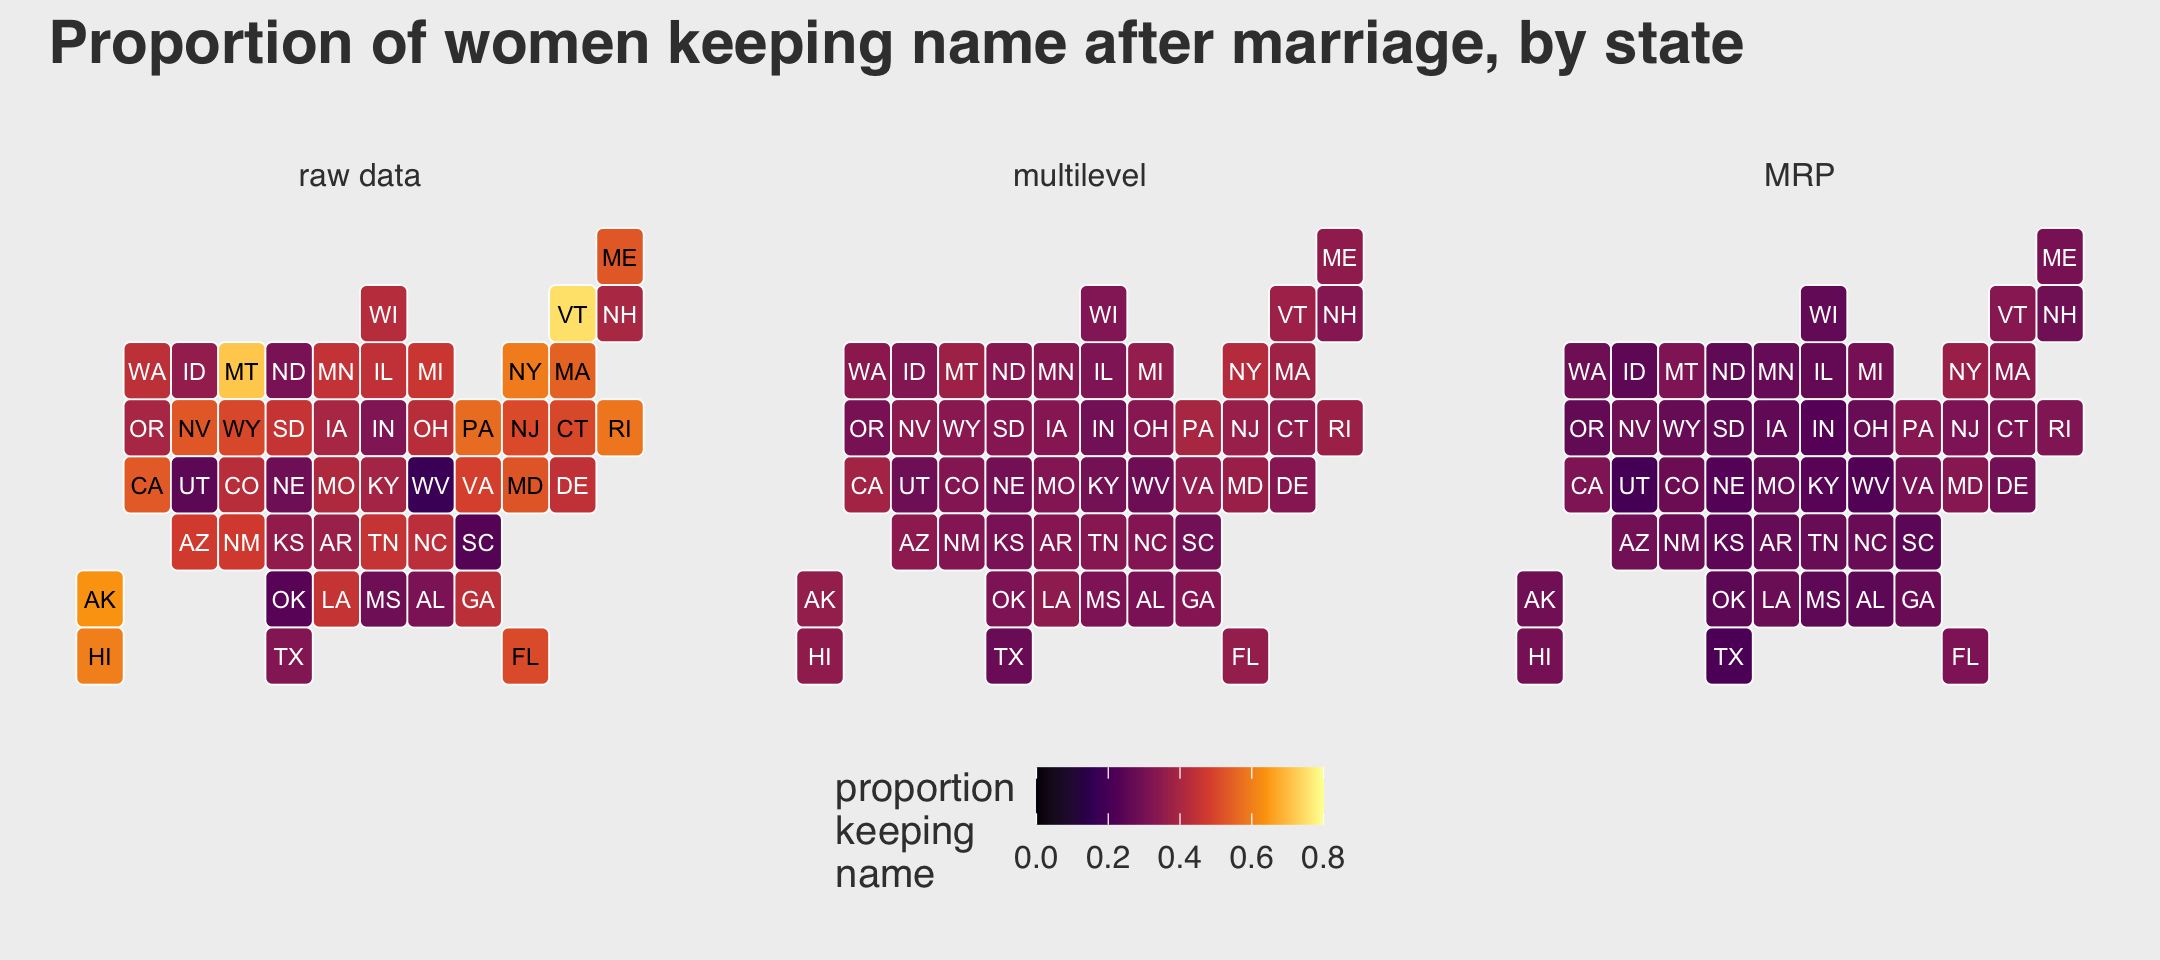 Proportion of women keeping name after marriage, by state
raw data
ME
WI VT NH
WA ID MT ND MN IL MI NY MA
OR NV WY SD IA IN OH PA NJ CT RI
CA UT CO NE MO KY WV VA MD DE
AZ NM KS AR TN NC SC
AK OK LA MS AL GA
HI TX FL
multilevel
ME
WI VT NH
WA ID MT ND MN IL MI NY MA
OR NV WY SD IA IN OH PA NJ CT RI
CA UT CO NE MO KY WV VA MD DE
AZ NM KS AR TN NC SC
AK OK LA MS AL GA
HI TX FL
MRP
ME
WI VT NH
WA ID MT ND MN IL MI NY MA
OR NV WY SD IA IN OH PA NJ CT RI
CA UT CO NE MO KY WV VA MD DE
AZ NM KS AR TN NC SC
AK OK LA MS AL GA
HI TX FL
proportion
keeping
name
0.0 0.2 0.4 0.6 0.8